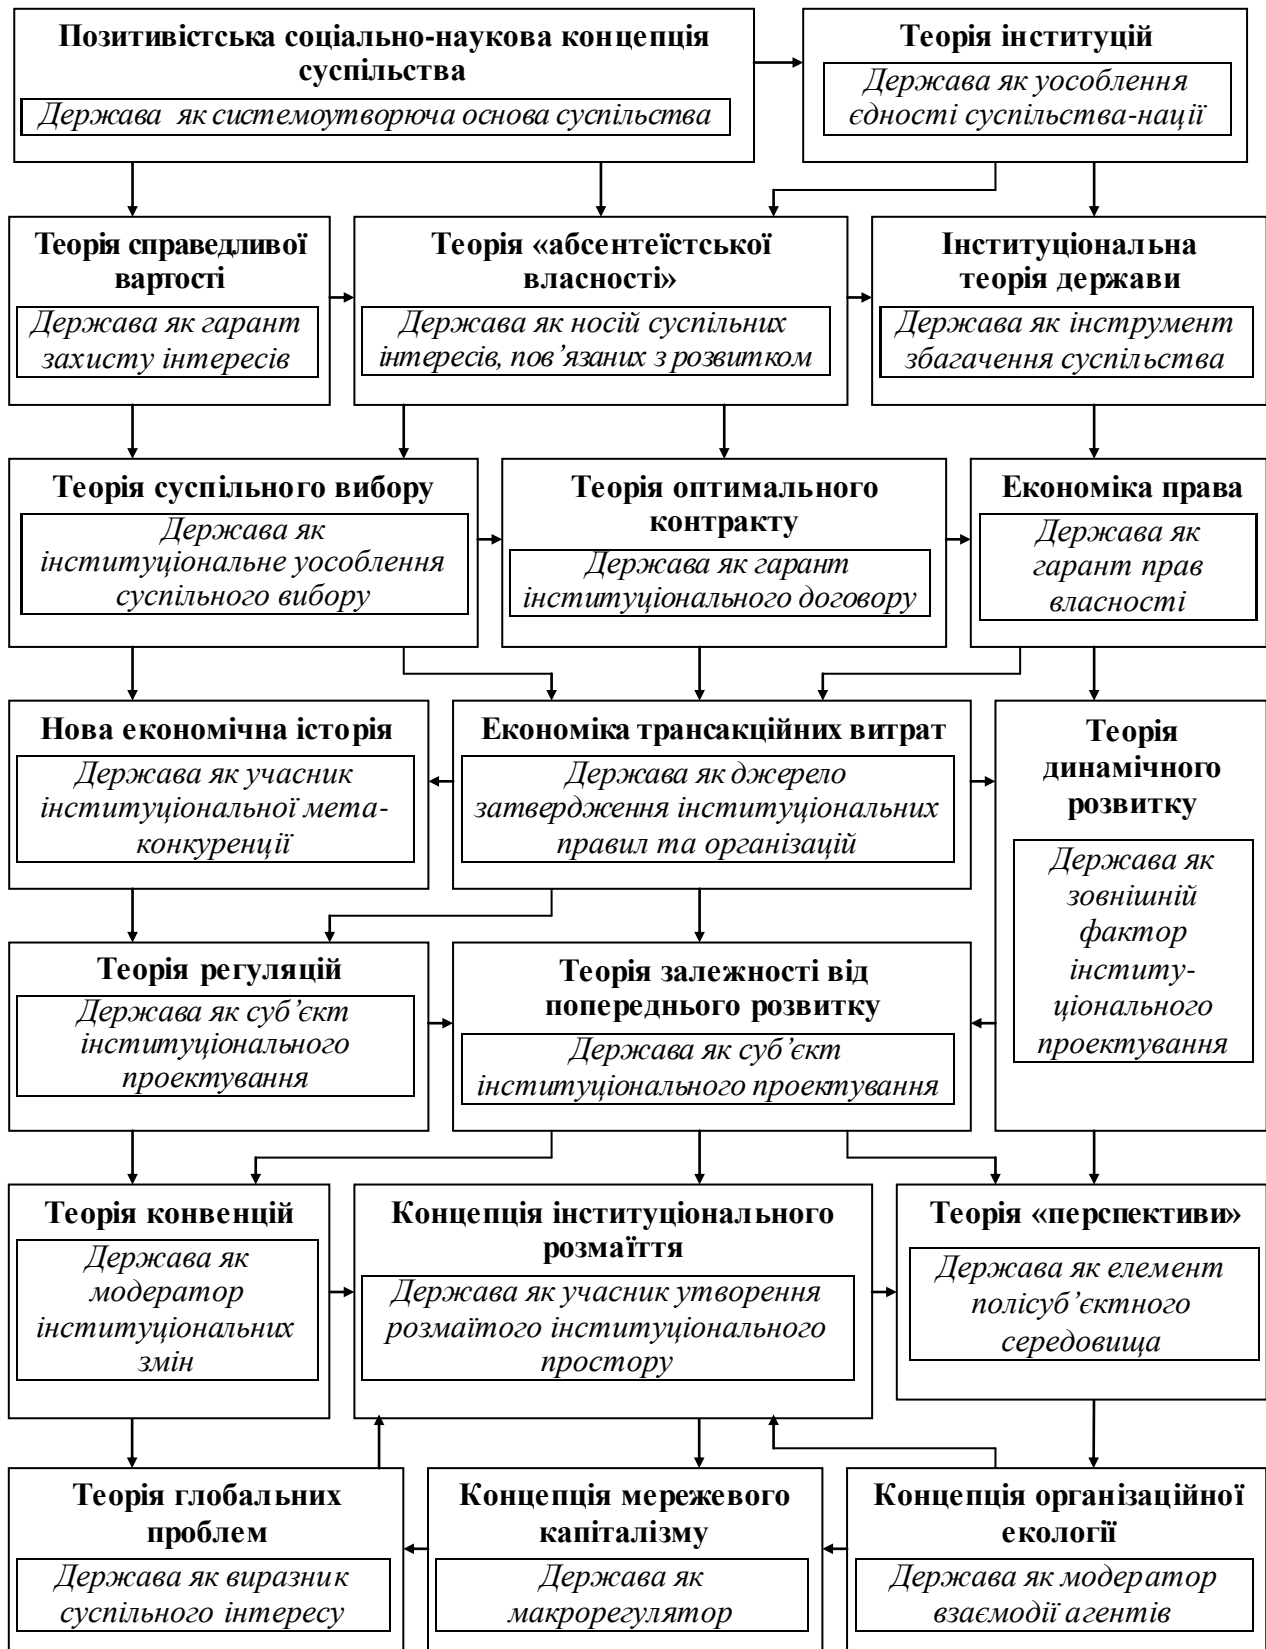 Позитивістська соціально-наукова концепція
суспільства
Держава як системоутворююча основа суспільства
Теорія інституцій
Держава як уособлення
єдності суспільства-нації
Теорія справедливої
вартості
Держава як гарант
захисту інтересів
Теорія «абсентеїстської
власності»
Держава як носій суспільних
інтересів, пов’язаних з розвитком
Інституціональна
теорія держави
Держава як інструмент
збагачення суспільства
Теорія суспільного вибору
Держава як
інституціональне уособлення
суспільного вибору
Теорія оптимального
контракту
Держава як гарант
інституціонального договору
Економіка права
Держава як
гарант прав
власності
Нова економічна історія
Держава як учасник
інституціональної мета-
конкуренції
Економіка трансакційних витрат
Держава як джерело
затвердження інституціональних
правил та організацій
Теорія
динамічного
розвитку
Держава як
зовнішній
фактор
інститу-
ціонального
проектування
Теорія регуляцій
Держава як суб’єкт
інституціонального
проектування
Теорія залежності від
попереднього розвитку
Держава як суб’єкт
інституціонального проектування
Теорія конвенцій
Держава як
модератор
інституціональних
змін
Концепція інституціонального
розмаїття
Держава як учасник утворення
розмаїтого інституціонального
простору
Теорія «перспективи»
Держава як елемент
полісуб’єктного
середовища
Теорія глобальних
проблем
Держава як виразник
суспільного інтересу
Концепція мережевого
капіталізму
Держава як
макрорегулятор
Концепція організаційної
екології
Держава як модератор
взаємодії агентів